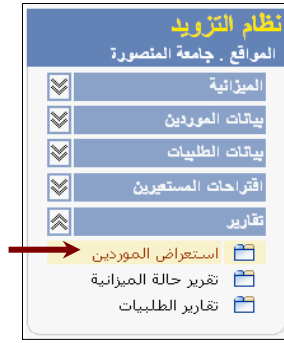 نظام التزويد
المواقع . جامعة المنصورة
الميزانية
بيانات الموردين
بيانات الطلبيات
اقتراحات المستعيرين
تقارير
استعراض الموردين
تقرير حالة الميزانية
تقارير الطلبيات